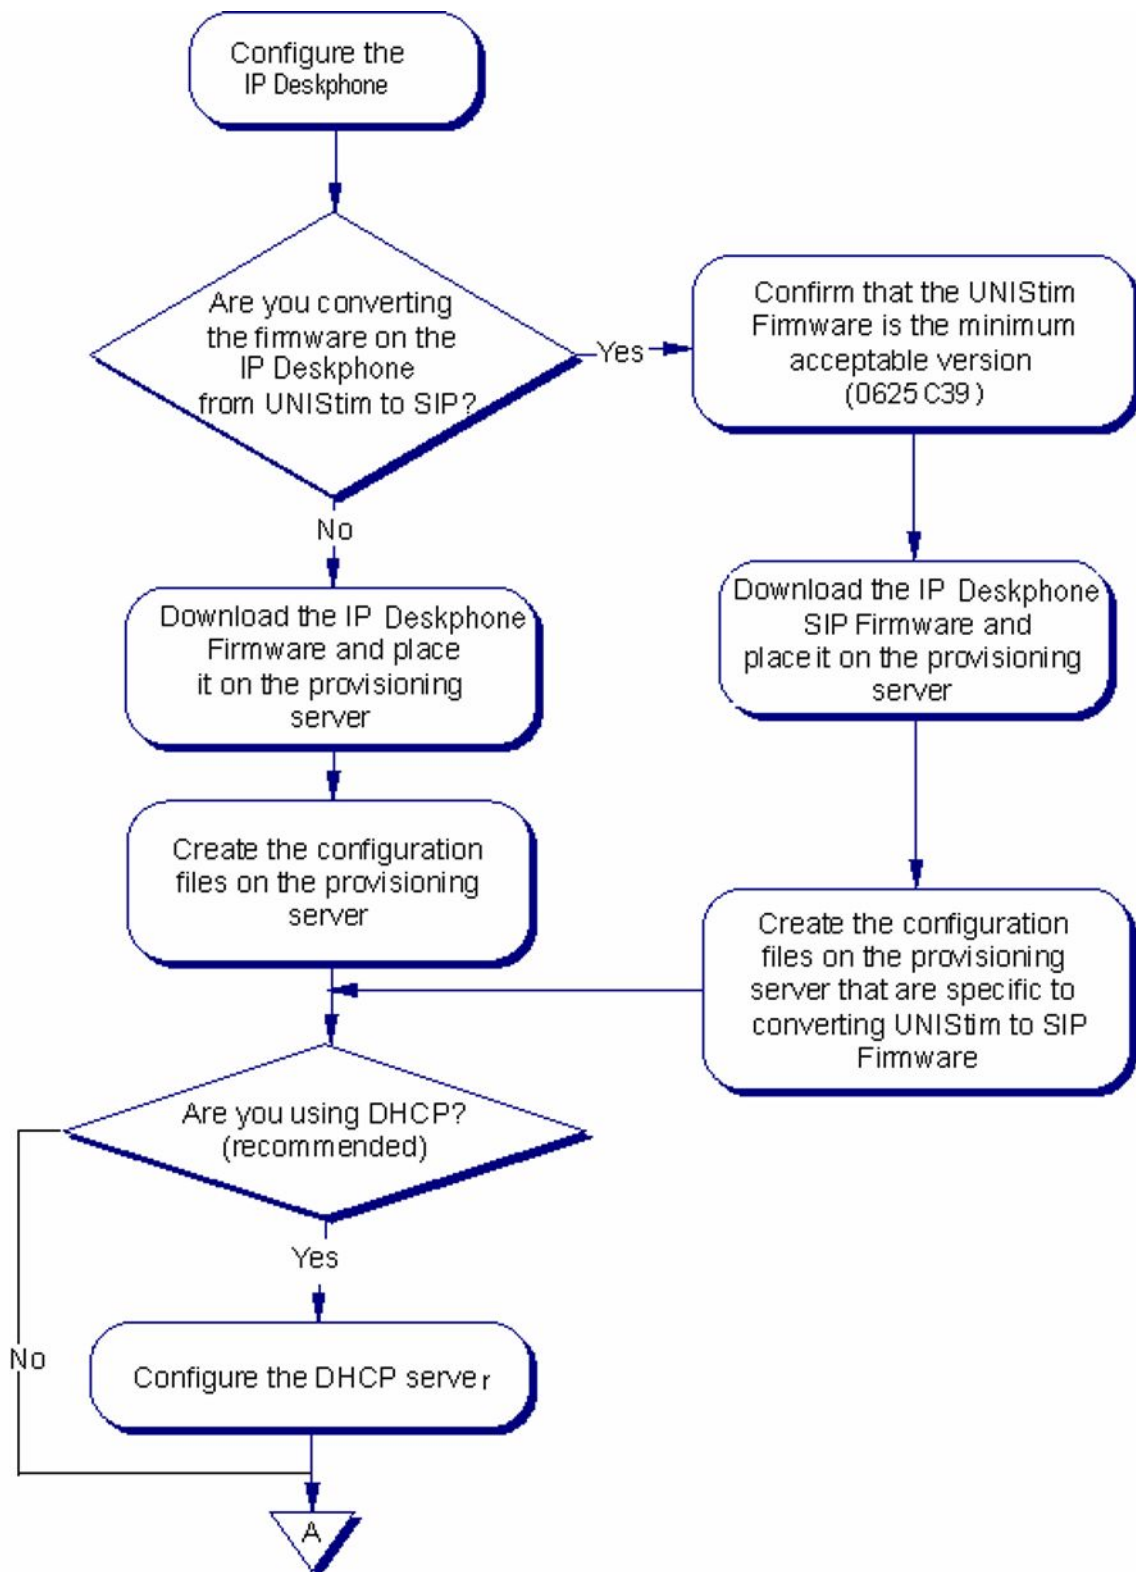 Configure the
IP Deskphone
Are you converting
the firmware on the
IP Deskphone
from UNIStim to SIP?
Yes
Confirm that the UNIStim
Firmware is the minimum
acceptable version
(0625C39)
No
Download the IP Deskphone
Firmware and place
it on the provisioning
server
Download the IP Deskphone
SIP Firmware and
place it on the provisioning
server
Create the configuration
files on the provisioning
server
Create the configuration
files on the provisioning
server that are specific to
converting UNIStim to SIP
Firmware
Are you using DHCP?
(recommended)
Yes
No
Configure the DHCP server
A